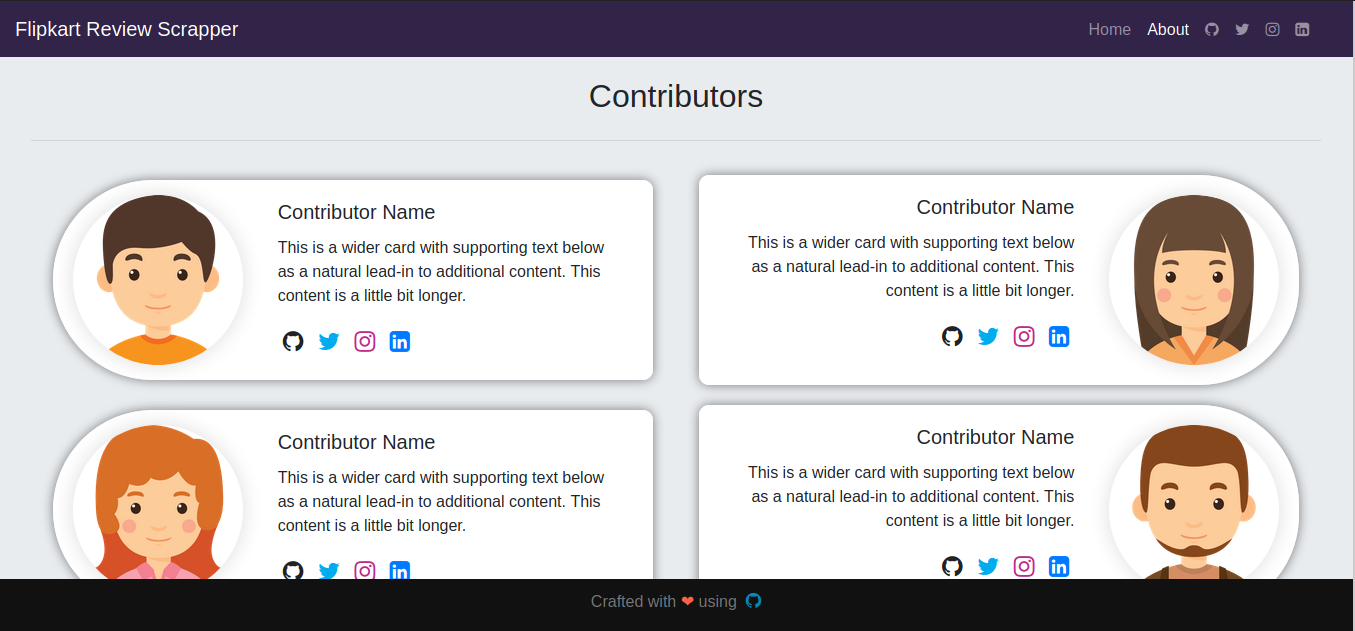 Flipkart Review Scrapper
Home About
Contributors
Contributor Name
This is a wider card with supporting text below
as a natural lead-in to additional content. This
content is a little bit longer.
Contributor Name
This is a wider card with supporting text below
as a natural lead-in to additional content. This
content is a little bit longer.
Contributor Name
This is a wider card with supporting text below
as a natural lead-in to additional content. This
content is a little bit longer.
Contributor Name
This is a wider card with supporting text below
as a natural lead-in to additional content. This
content is a little bit longer.
Crafted with ❤ using